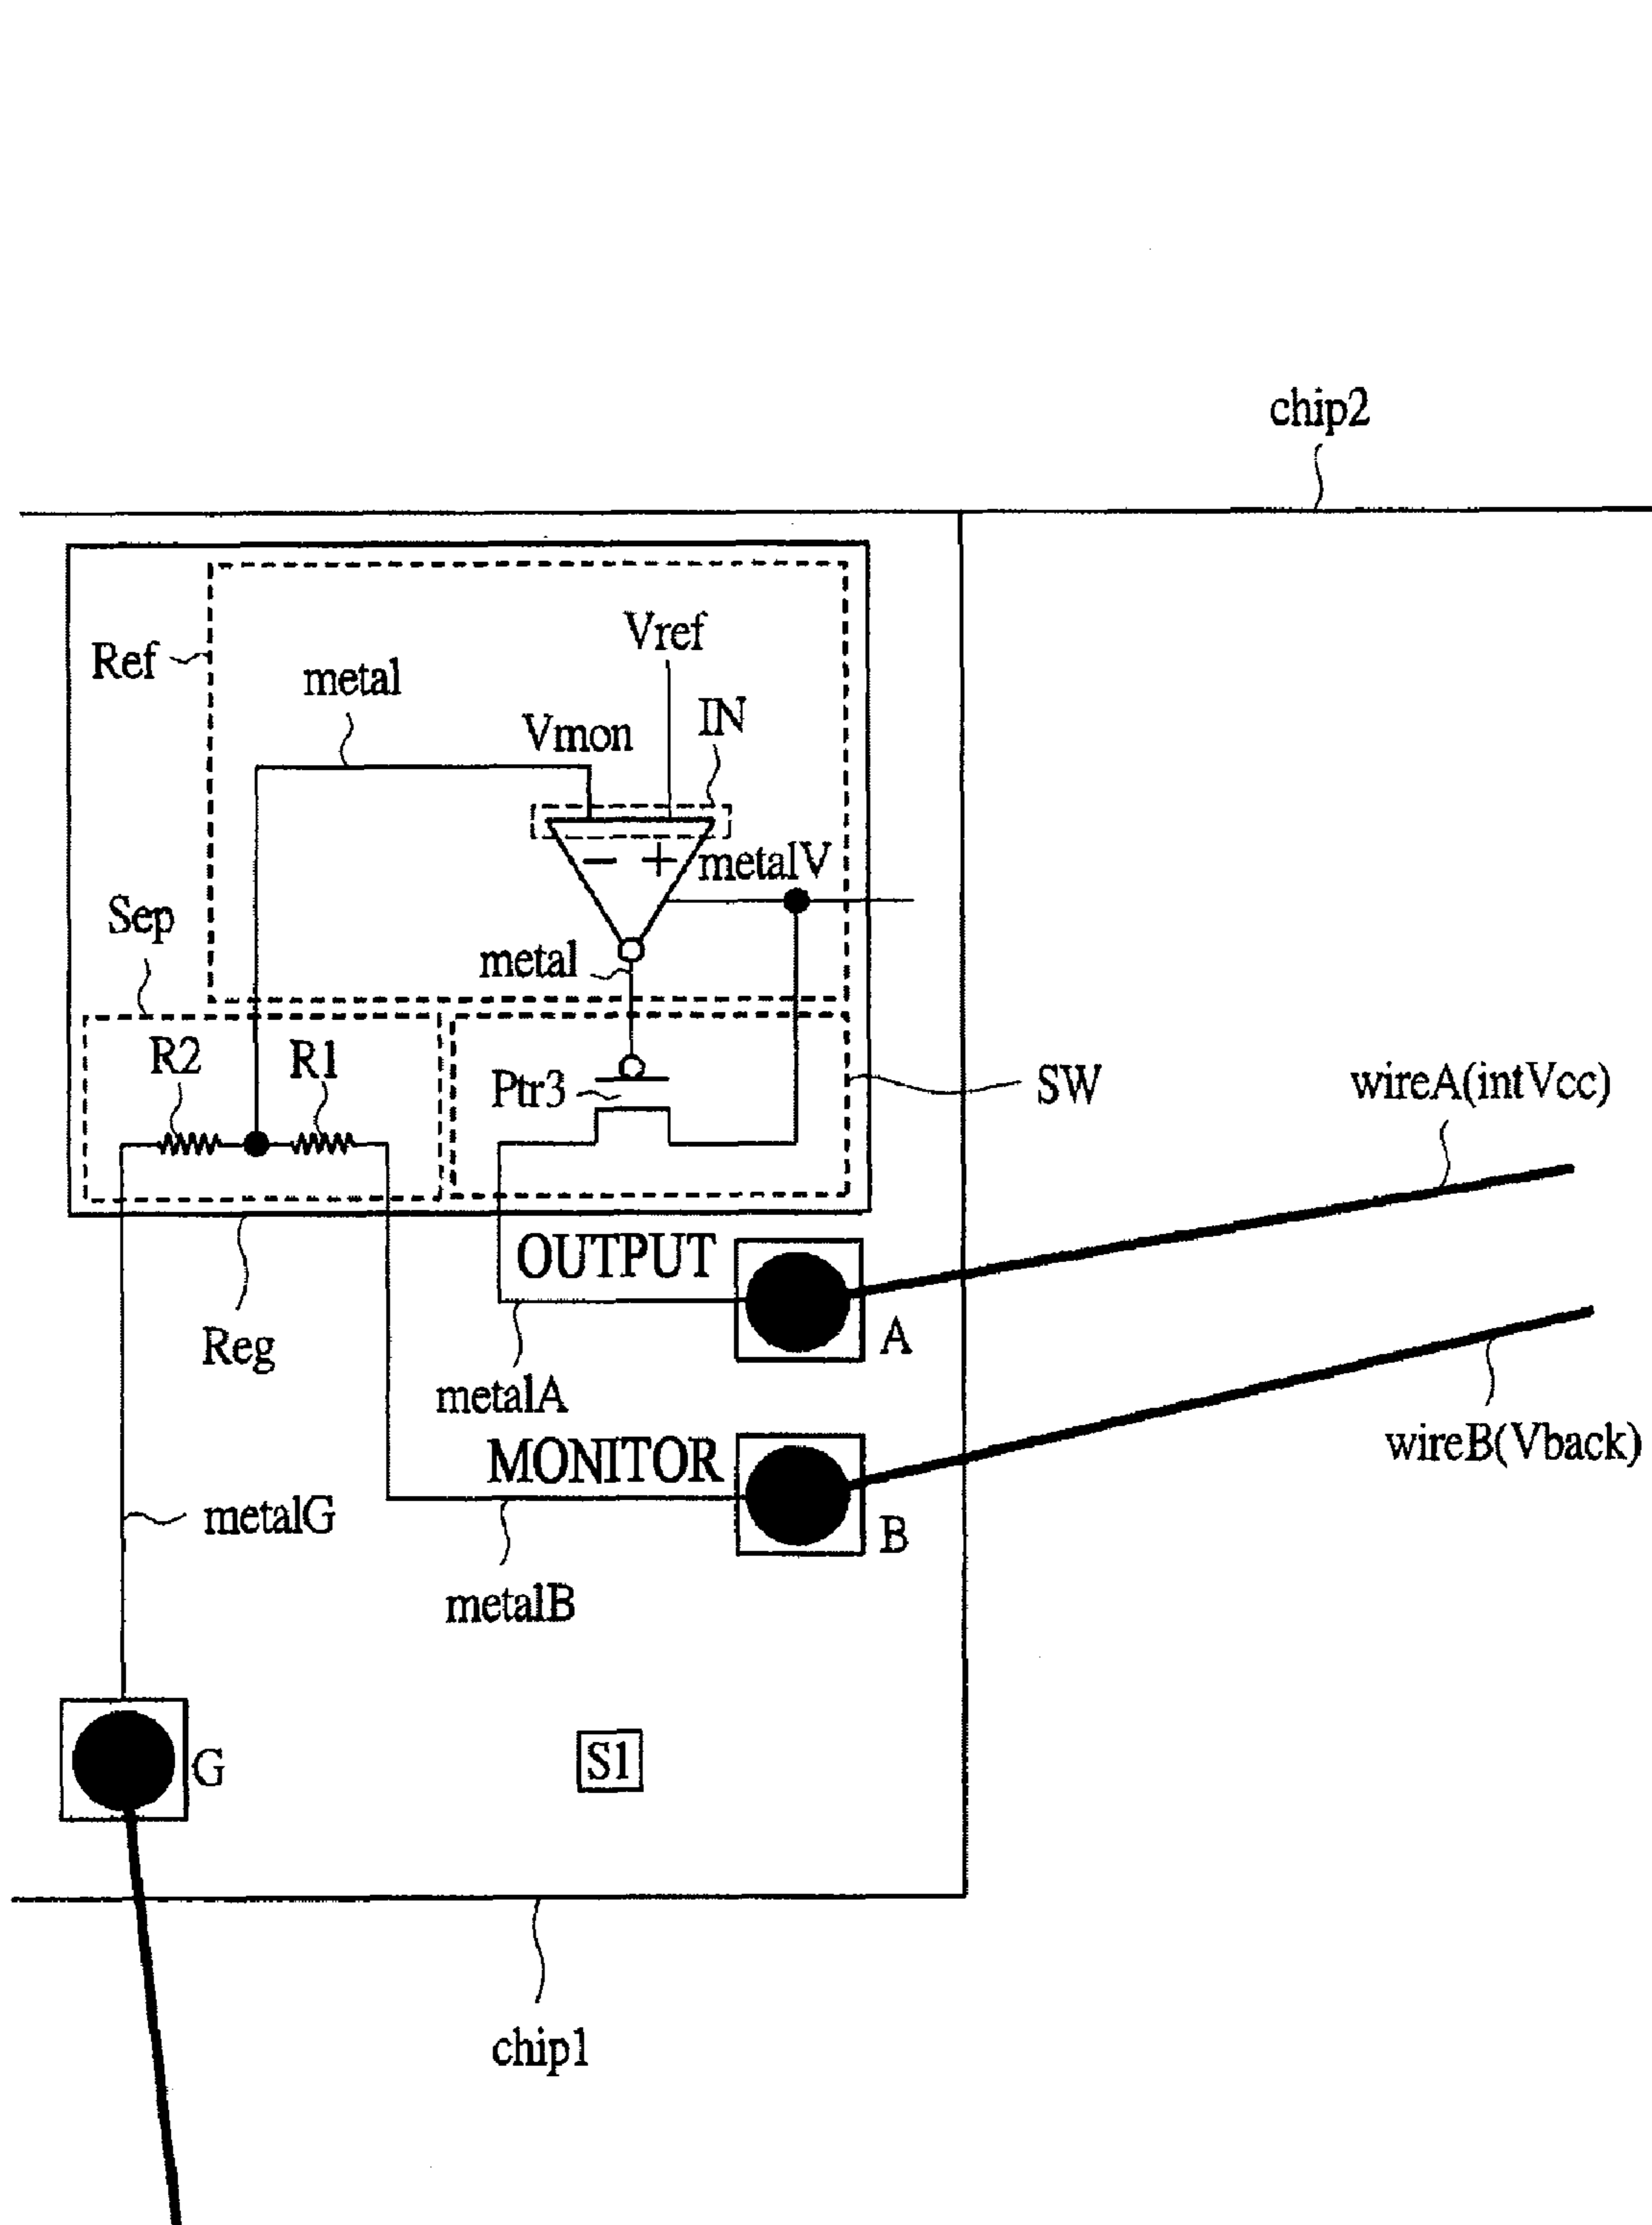 chip2
Ref
metal
Vref
Vmon
IN
− +
metalV
Sep
metal
R2
R1
Ptr3
SW
wireA(intVcc)
OUTPUT
A
Reg
metalA
MONITOR
B
wireB(Vback)
metalG
metalB
G
S1
chip1